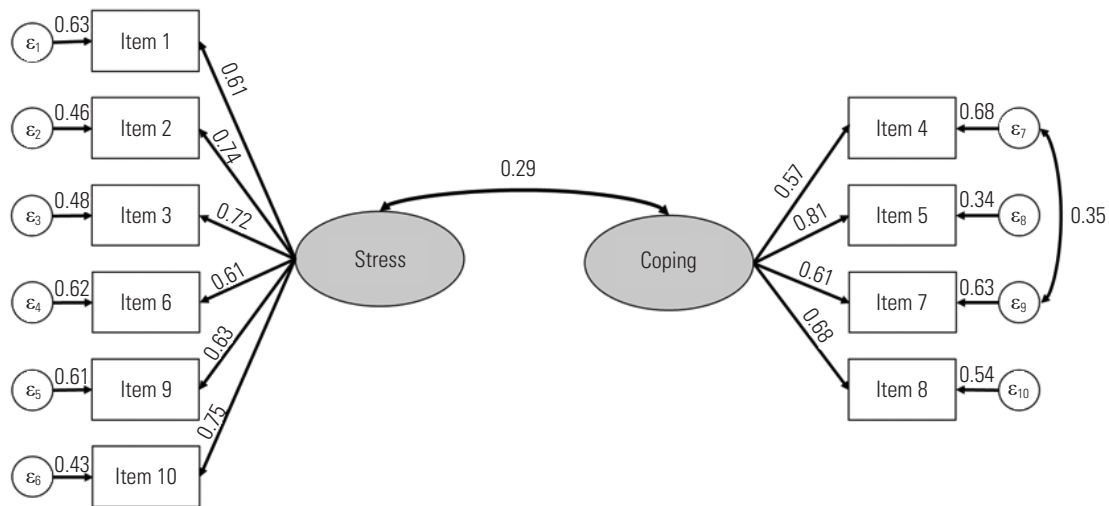 ε1 0.63 Item 1
0.61
ε2 0.46 Item 2
0.74
ε3 0.48 Item 3
0.72
ε4 0.62 Item 6
0.61
ε5 0.61 Item 9
0.63
ε6 0.43 Item 10
0.75
Stress
0.29
Coping
0.57
Item 4 0.68 ε7
0.81
Item 5 0.34 ε8
0.61
Item 7 0.63 ε9
0.68
Item 8 0.54 ε10
0.35